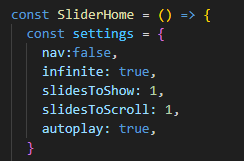 const SliderHome = () => {
  const settings = {
    nav:false,
    infinite: true,
    slidesToShow: 1,
    slidesToScroll: 1,
    autoplay: true,
  }